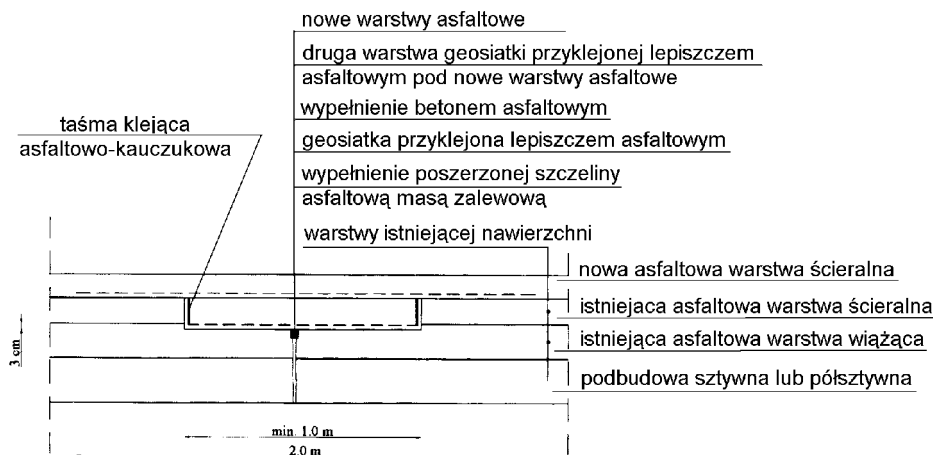 nowe warstwy asfaltowe
druga warstwa geosiatki przyklejonej lepiszczem
asfaltowym pod nowe warstwy asfaltowe
wypełnienie betonem asfaltowym
taśma klejąca
asfaltowo-kauczukowa
geosiatka przyklejona lepiszczem asfaltowym
wypełnienie poszerzonej szczeliny
asfaltową masą zalewową
warstwy istniejącej nawierzchni
nowa asfaltowa warstwa ścieralna
istniejaca asfaltowa warstwa ścieralna
istniejąca asfaltowa warstwa wiążąca
podbudowa sztywna lub półsztywna
3 cm
min. 1.0 m
2.0 m